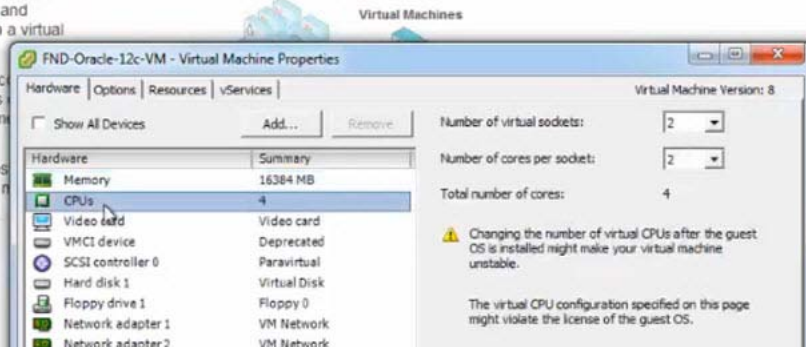 and
Virtual Machines
a virtual
FND-Oracle-12c-VM - Virtual Machine Properties
Hardware Options Resources vServices
Virtual Machine Version: 8
Show All Devices
Add...
Remove
Number of virtual sockets:
2
Hardware
Summary
Number of cores per socket:
2
Memory
16384 MB
Total number of cores:
4
CPUs
4
Video card
Video card
Changing the number of virtual CPUs after the guest
OS is installed might make your virtual machine
unstable.
VMCI device
Deprecated
SCSI controller 0
Paravirtual
Hard disk 1
Virtual Disk
The virtual CPU configuration specified on this page
might violate the license of the guest OS.
Floppy drive 1
Floppy 0
Network adapter 1
VM Network
Network adapter 2
VM Network